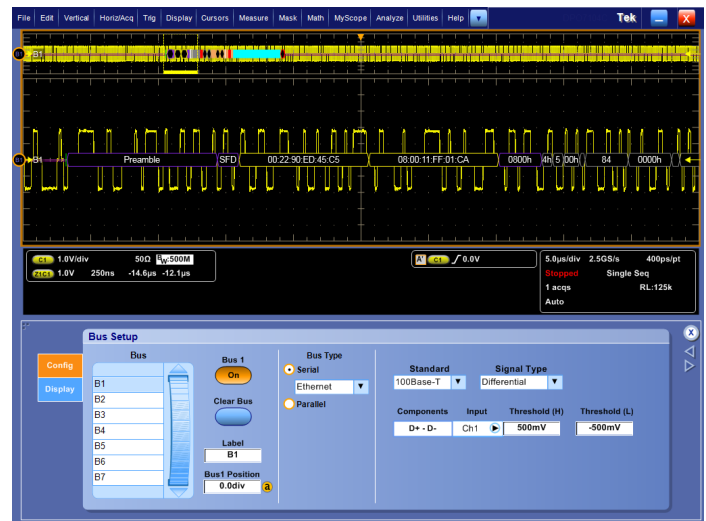 File Edit Vertical Horiz/Acq Trig Display Cursors Measure Mask Math MyScope Analyze Utilities Help Tek X
B1 B1
B1 B1 Preamble SFD 00:22:90:ED:45:C5 08:00:11:FF:01:CA 0800h 4h 5 00h 84 0000h
C1 1.0V/div 50Ω BW:500M A' C1 0.0V 5.0µs/div 2.5GS/s 400ps/pt
Z1C1 1.0V 250ns -14.6µs -12.1µs Stopped Single Seq
1 acqs RL:125k
Auto
Bus Setup X
Config Bus Bus 1 Bus Type
On Serial Standard Signal Type
Display B1 Ethernet 100Base-T Differential
B2 Clear Bus Parallel
B3 Components Input Threshold (H) Threshold (L)
B4 Label D+ - D- Ch1 500mV -500mV
B5 B1
B6 Bus1 Position
B7 0.0div a